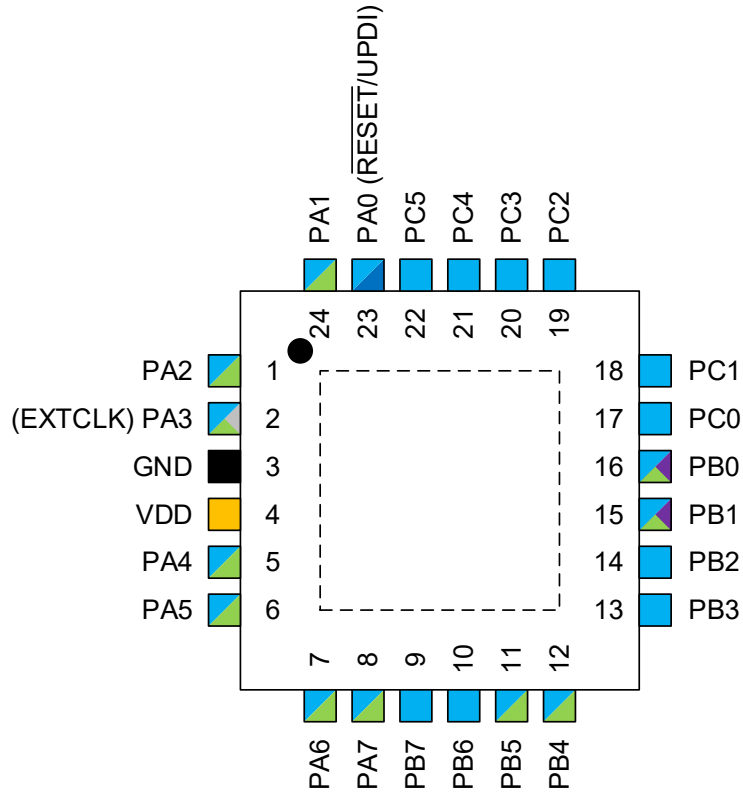 PA1
PA0 (RESET/UPDI)
PC5
PC4
PC3
PC2
24
23
22
21
20
19
PA2 1
(EXTCLK) PA3 2
GND 3
VDD 4
PA4 5
PA5 6
18 PC1
17 PC0
16 PB0
15 PB1
14 PB2
13 PB3
7
8
9
10
11
12
PA6
PA7
PB7
PB6
PB5
PB4